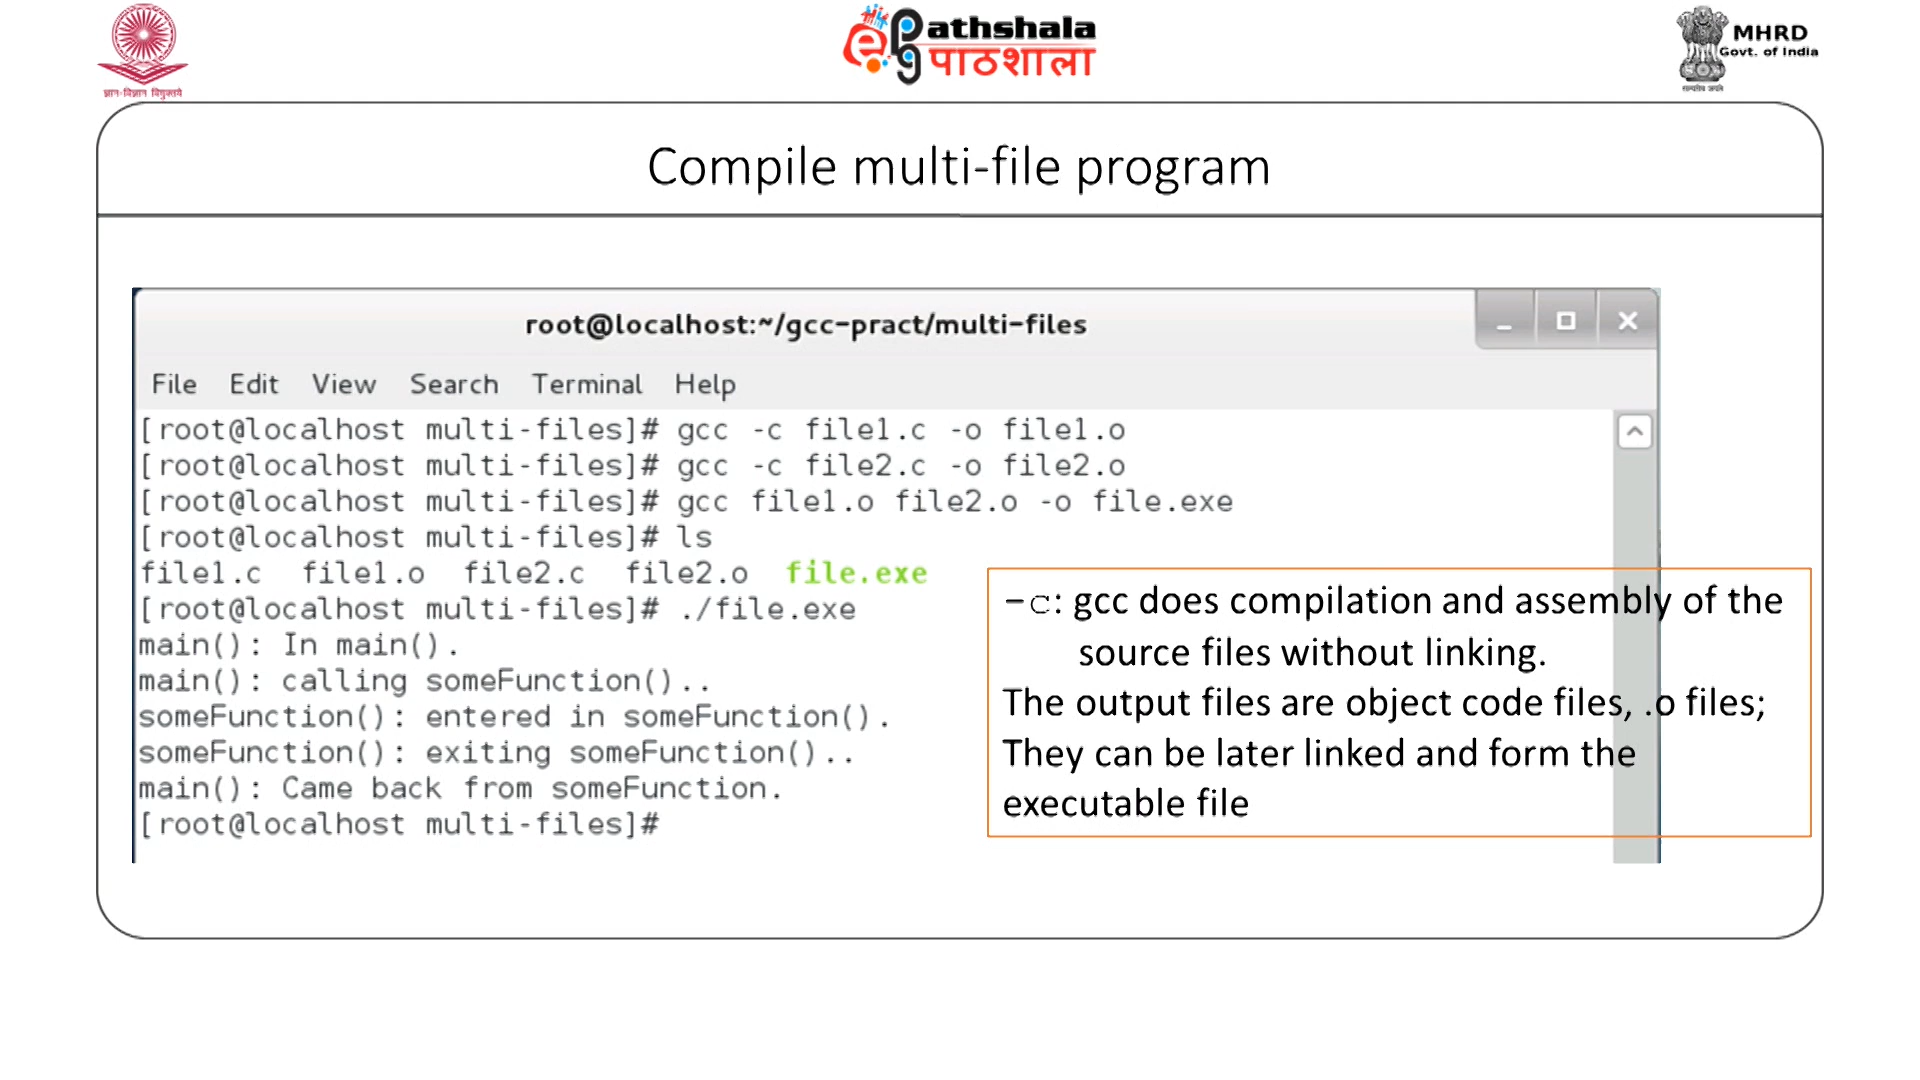 ज्ञान-विज्ञान विमुक्तये
ePathshala
पाठशाला
MHRD
Govt. of India
सत्यमेव जयते
Compile multi-file program
root@localhost:~/gcc-pract/multi-files
File Edit View Search Terminal Help
[root@localhost multi-files]# gcc -c file1.c -o file1.o
[root@localhost multi-files]# gcc -c file2.c -o file2.o
[root@localhost multi-files]# gcc file1.o file2.o -o file.exe
[root@localhost multi-files]# ls
file1.c file1.o file2.c file2.o file.exe
[root@localhost multi-files]# ./file.exe
main(): In main().
main(): calling someFunction()..
someFunction(): entered in someFunction().
someFunction(): exiting someFunction()..
main(): Came back from someFunction.
[root@localhost multi-files]#
-c: gcc does compilation and assembly of the
source files without linking.
The output files are object code files, .o files;
They can be later linked and form the
executable file